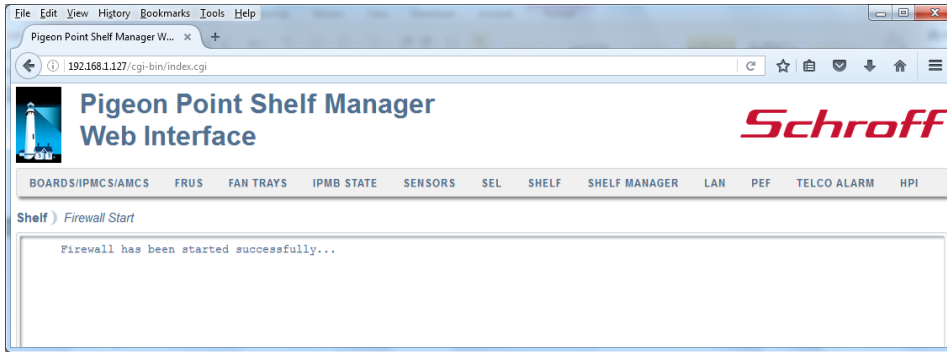 File Edit View History Bookmarks Tools Help
Pigeon Point Shelf Manager W... × +
192.168.1.127/cgi-bin/index.cgi
Pigeon Point Shelf Manager
Web Interface
Schroff
BOARDS/IPMCS/AMCS FRUS FAN TRAYS IPMB STATE SENSORS SEL SHELF SHELF MANAGER LAN PEF TELCO ALARM HPI
Shelf Firewall Start
Firewall has been started successfully...